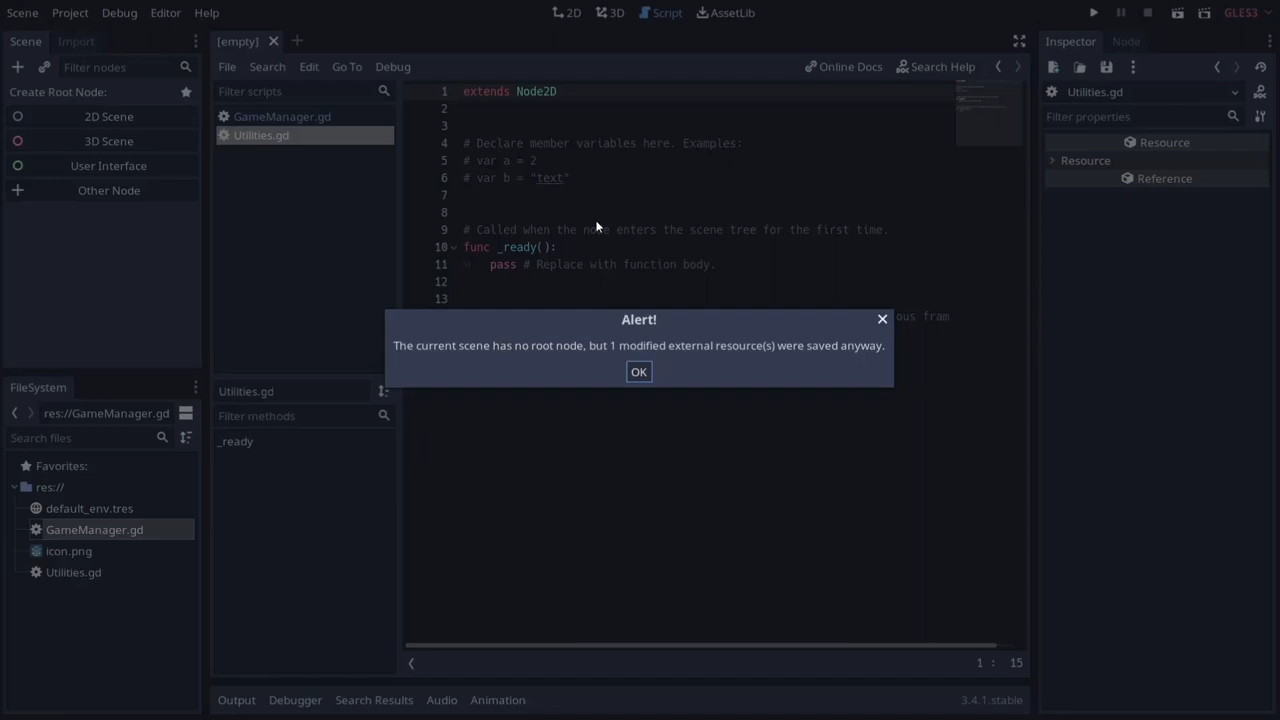 Scene Project Debug Editor Help
2D 3D Script AssetLib
GLES3
Scene Import
[empty]
Inspector Node
Filter nodes
File Search Edit Go To Debug
Online Docs Search Help
Create Root Node:
2D Scene
3D Scene
User Interface
Other Node
Filter scripts
GameManager.gd
Utilities.gd
1 extends Node2D
2
3
4 # Declare member variables here. Examples:
5 # var a = 2
6 # var b = "text"
7
8
9 # Called when the node enters the scene tree for the first time.
10 func _ready():
11 pass # Replace with function body.
12
13
ous fram
Alert!
The current scene has no root node, but 1 modified external resource(s) were saved anyway.
OK
Utilities.gd
Filter methods
_ready
Utilities.gd
Filter properties
Resource
Resource
Reference
FileSystem
res://GameManager.gd
Search files
Favorites:
res://
default_env.tres
GameManager.gd
icon.png
Utilities.gd
1 : 15
Output Debugger Search Results Audio Animation
3.4.1.stable